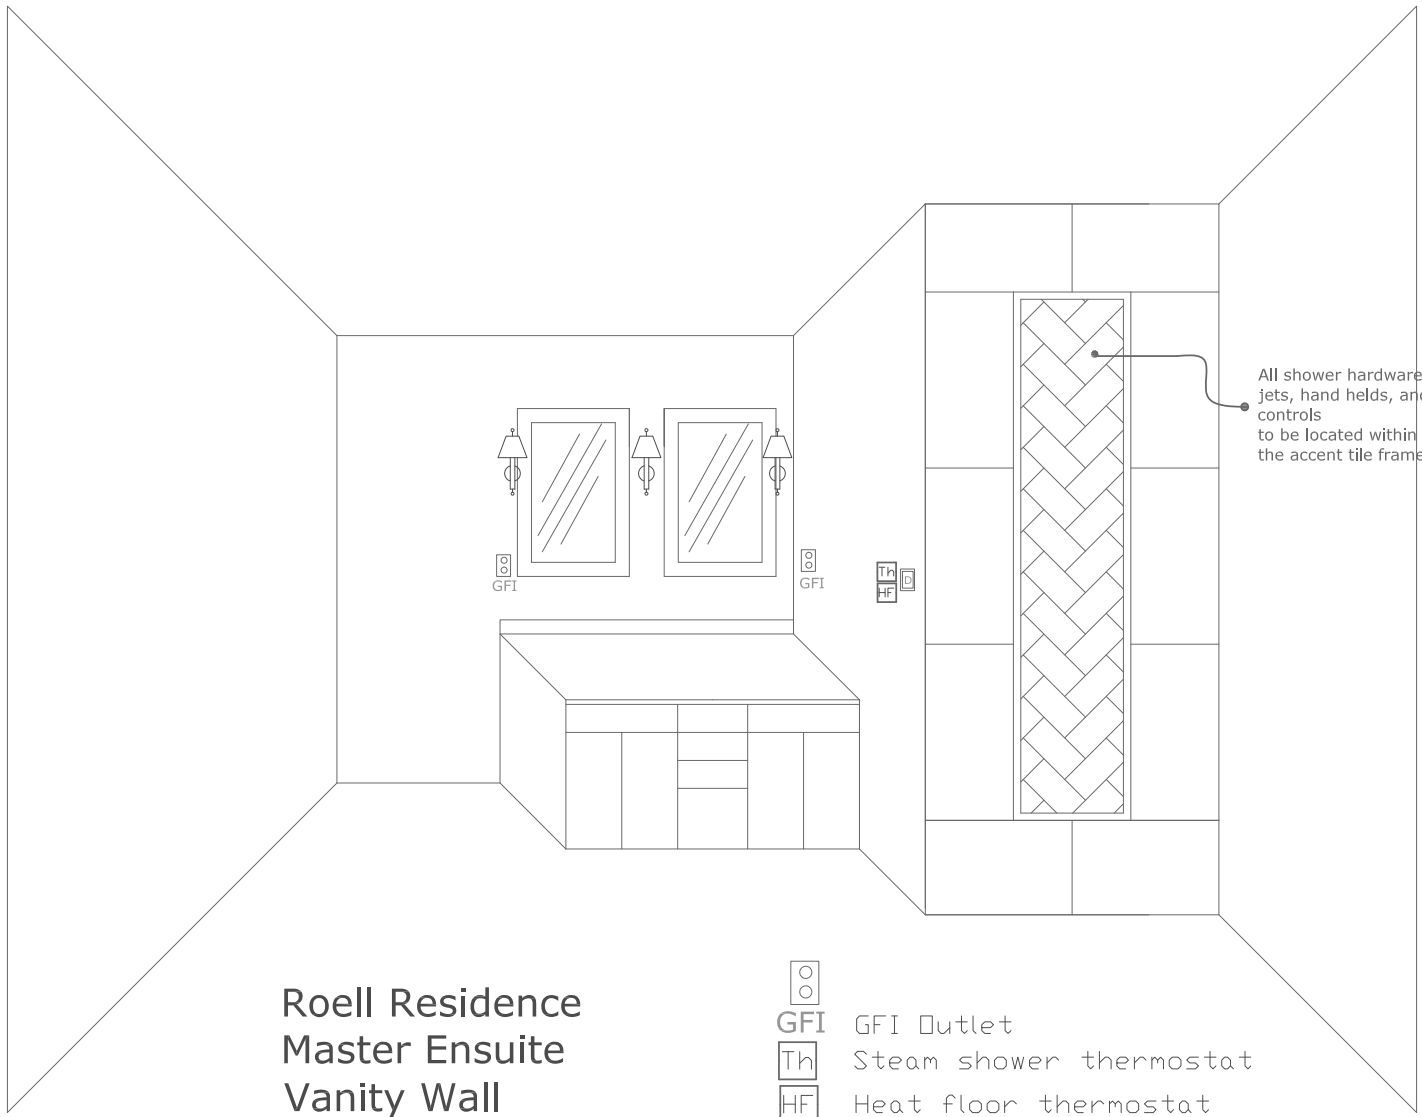 All shower hardware
jets, hand helds, and
controls
to be located within
the accent tile frame
GFI
GFI
Th
HF
D
Roell Residence
Master Ensuite
Vanity Wall
GFI GFI Outlet
Th Steam shower thermostat
HF Heat floor thermostat